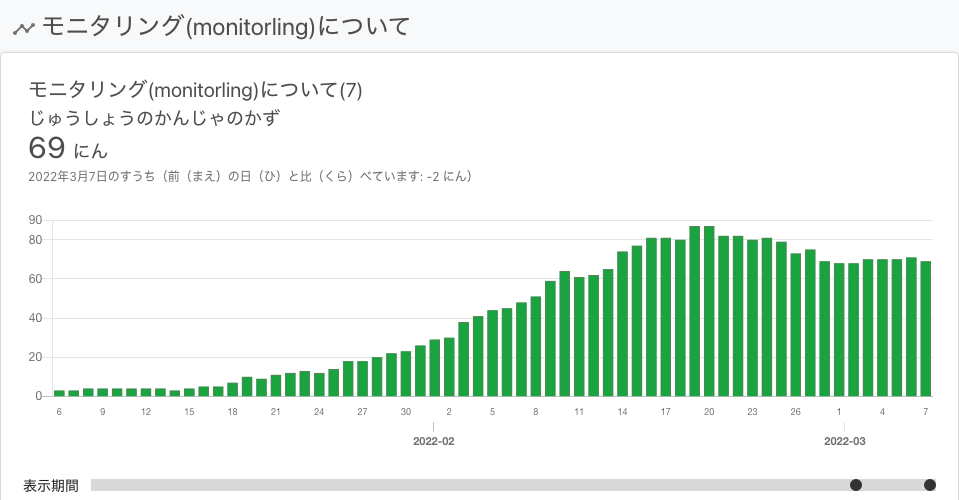 モニタリング(monitorling)について
モニタリング(monitorling)について(7)
じゅうしょうのかんじゃのかず
69 にん
2022年3月7日のすうち（前（まえ）の日（ひ）と比（くら）べています: -2 にん）
90
80
60
40
20
0
6 9 12 15 18 21 24 27 30 2 5 8 11 14 17 20 23 26 1 4 7
2022-02 2022-03
表示期間